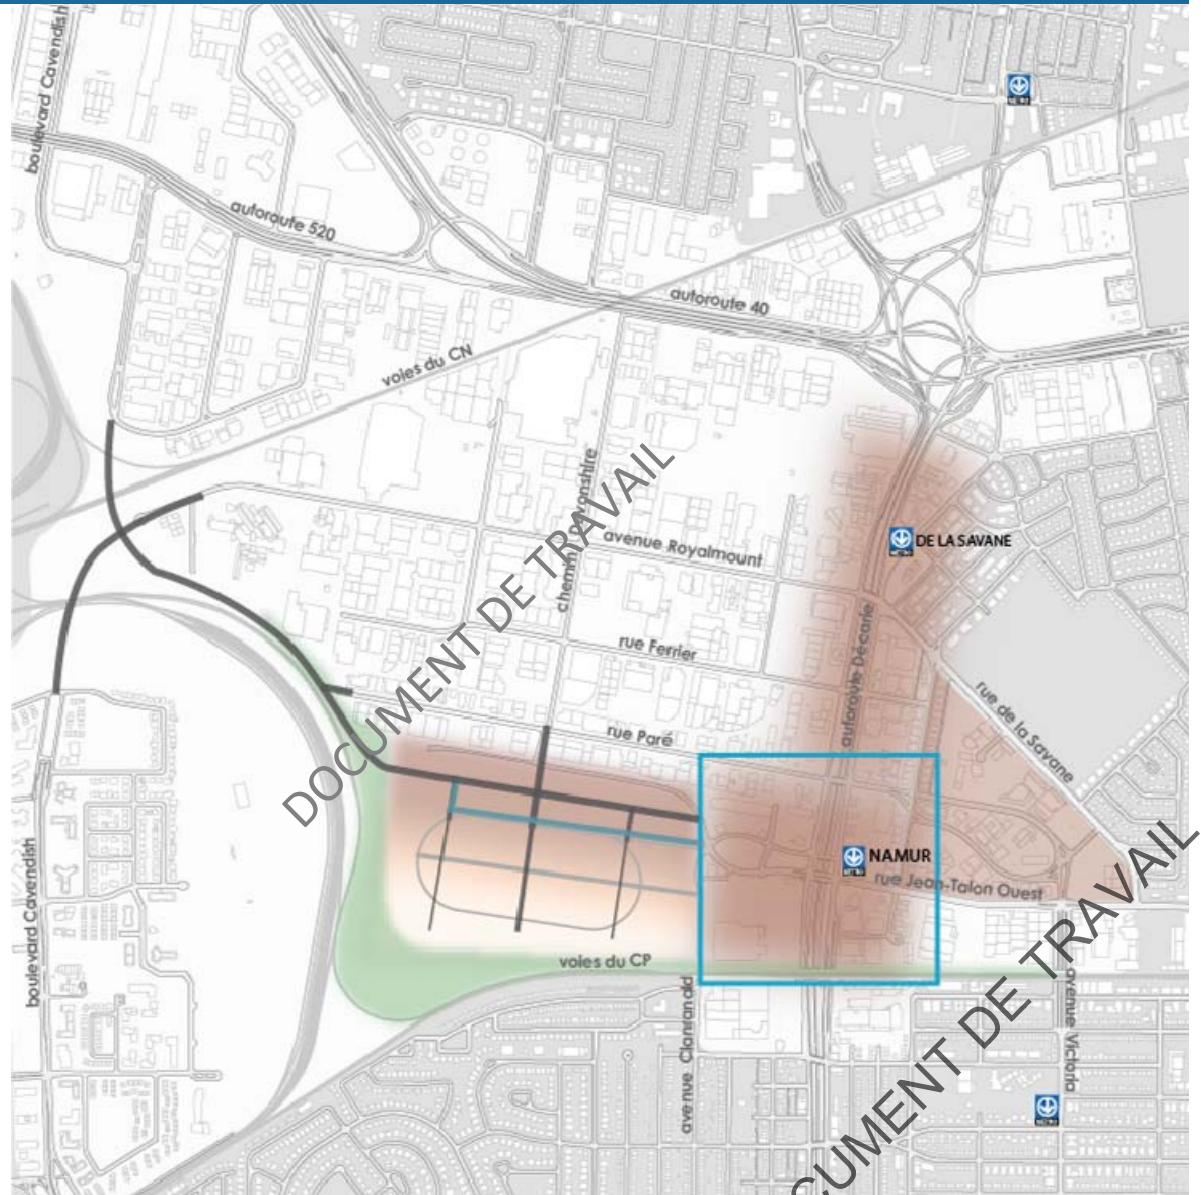 boulevard Cavendish
autoroute 520
autoroute 40
voies du CN
chemin Devonshire
avenue Royalmount
DE LA SAVANE
rue Ferrier
autoroute Décarie
rue de la Savane
rue Paré
NAMUR
rue Jean-Talon Ouest
boulevard Cavendish
voies du CP
avenue Clanranald
avenue Victoria
DOCUMENT DE TRAVAIL
CUMENT DE TRAVAIL